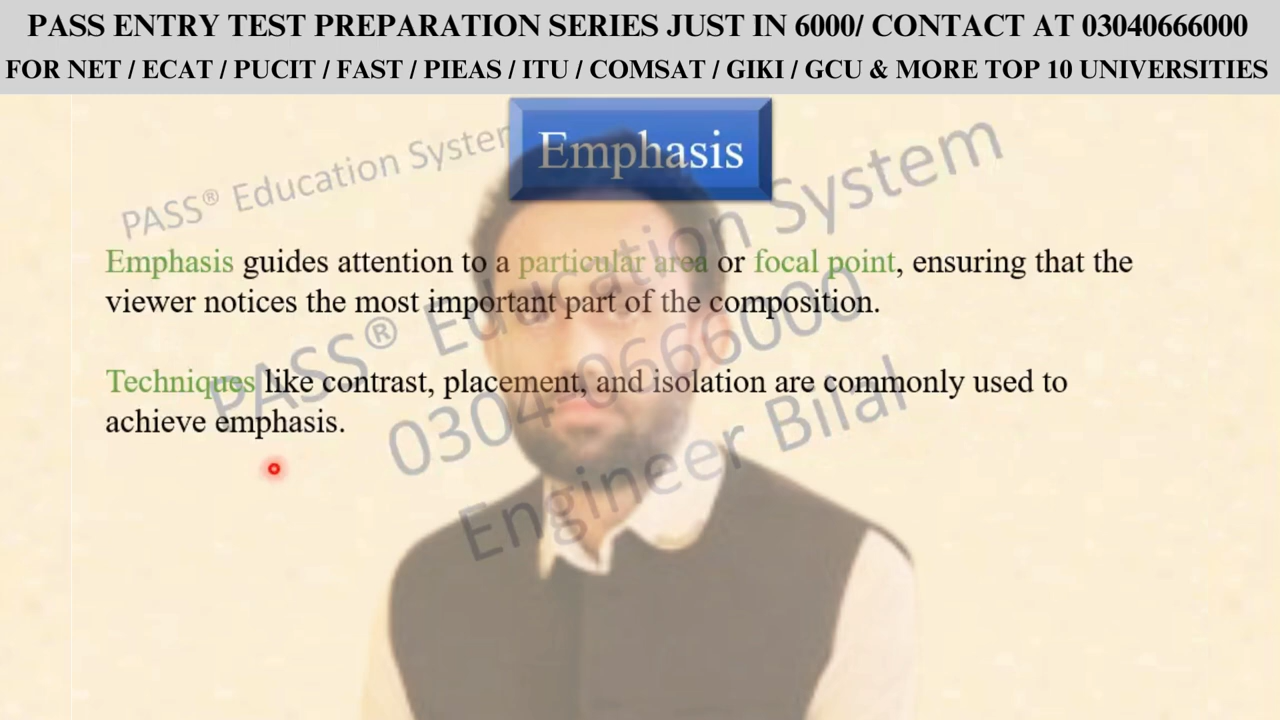 PASS ENTRY TEST PREPARATION SERIES JUST IN 6000/ CONTACT AT 03040666000
FOR NET / ECAT / PUCIT / FAST / PIEAS / ITU / COMSAT / GIKI / GCU & MORE TOP 10 UNIVERSITIES
Emphasis
PASS® Education System
Emphasis guides attention to a particular area or focal point, ensuring that the
viewer notices the most important part of the composition.
Techniques like contrast, placement, and isolation are commonly used to
achieve emphasis.
PASS® Education System
0304-0666000
Engineer Bilal